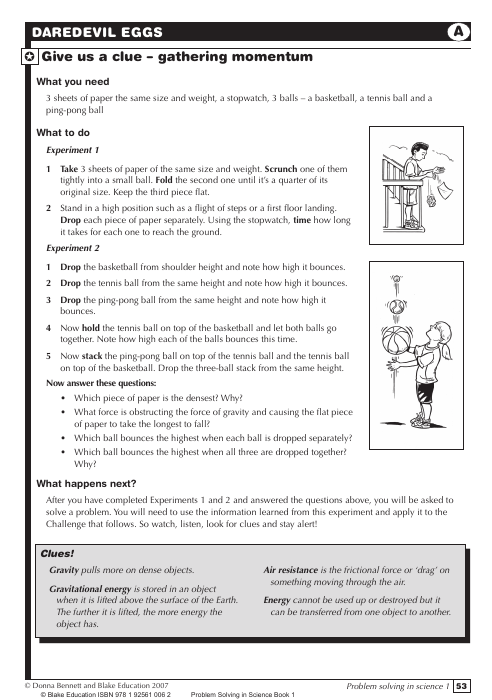 DAREDEVIL EGGS
A
Give us a clue – gathering momentum
What you need
3 sheets of paper the same size and weight, a stopwatch, 3 balls – a basketball, a tennis ball and a
ping-pong ball
What to do
Experiment 1
1 Take 3 sheets of paper of the same size and weight. Scrunch one of them
tightly into a small ball. Fold the second one until it's a quarter of its
original size. Keep the third piece flat.
2 Stand in a high position such as a flight of steps or a first floor landing.
Drop each piece of paper separately. Using the stopwatch, time how long
it takes for each one to reach the ground.
Experiment 2
1 Drop the basketball from shoulder height and note how high it bounces.
2 Drop the tennis ball from the same height and note how high it bounces.
3 Drop the ping-pong ball from the same height and note how high it
bounces.
4 Now hold the tennis ball on top of the basketball and let both balls go
together. Note how high each of the balls bounces this time.
5 Now stack the ping-pong ball on top of the tennis ball and the tennis ball
on top of the basketball. Drop the three-ball stack from the same height.
Now answer these questions:
• Which piece of paper is the densest? Why?
• What force is obstructing the force of gravity and causing the flat piece
of paper to take the longest to fall?
• Which ball bounces the highest when each ball is dropped separately?
• Which ball bounces the highest when all three are dropped together?
Why?
What happens next?
After you have completed Experiments 1 and 2 and answered the questions above, you will be asked to
solve a problem. You will need to use the information learned from this experiment and apply it to the
Challenge that follows. So watch, listen, look for clues and stay alert!
Clues!
Gravity pulls more on dense objects.
Gravitational energy is stored in an object
when it is lifted above the surface of the Earth.
The further it is lifted, the more energy the
object has.
Air resistance is the frictional force or 'drag' on
something moving through the air.
Energy cannot be used up or destroyed but it
can be transferred from one object to another.
© Donna Bennett and Blake Education 2007
Problem solving in science 1 53
© Blake Education ISBN 978 1 92561 006 2 Problem Solving in Science Book 1